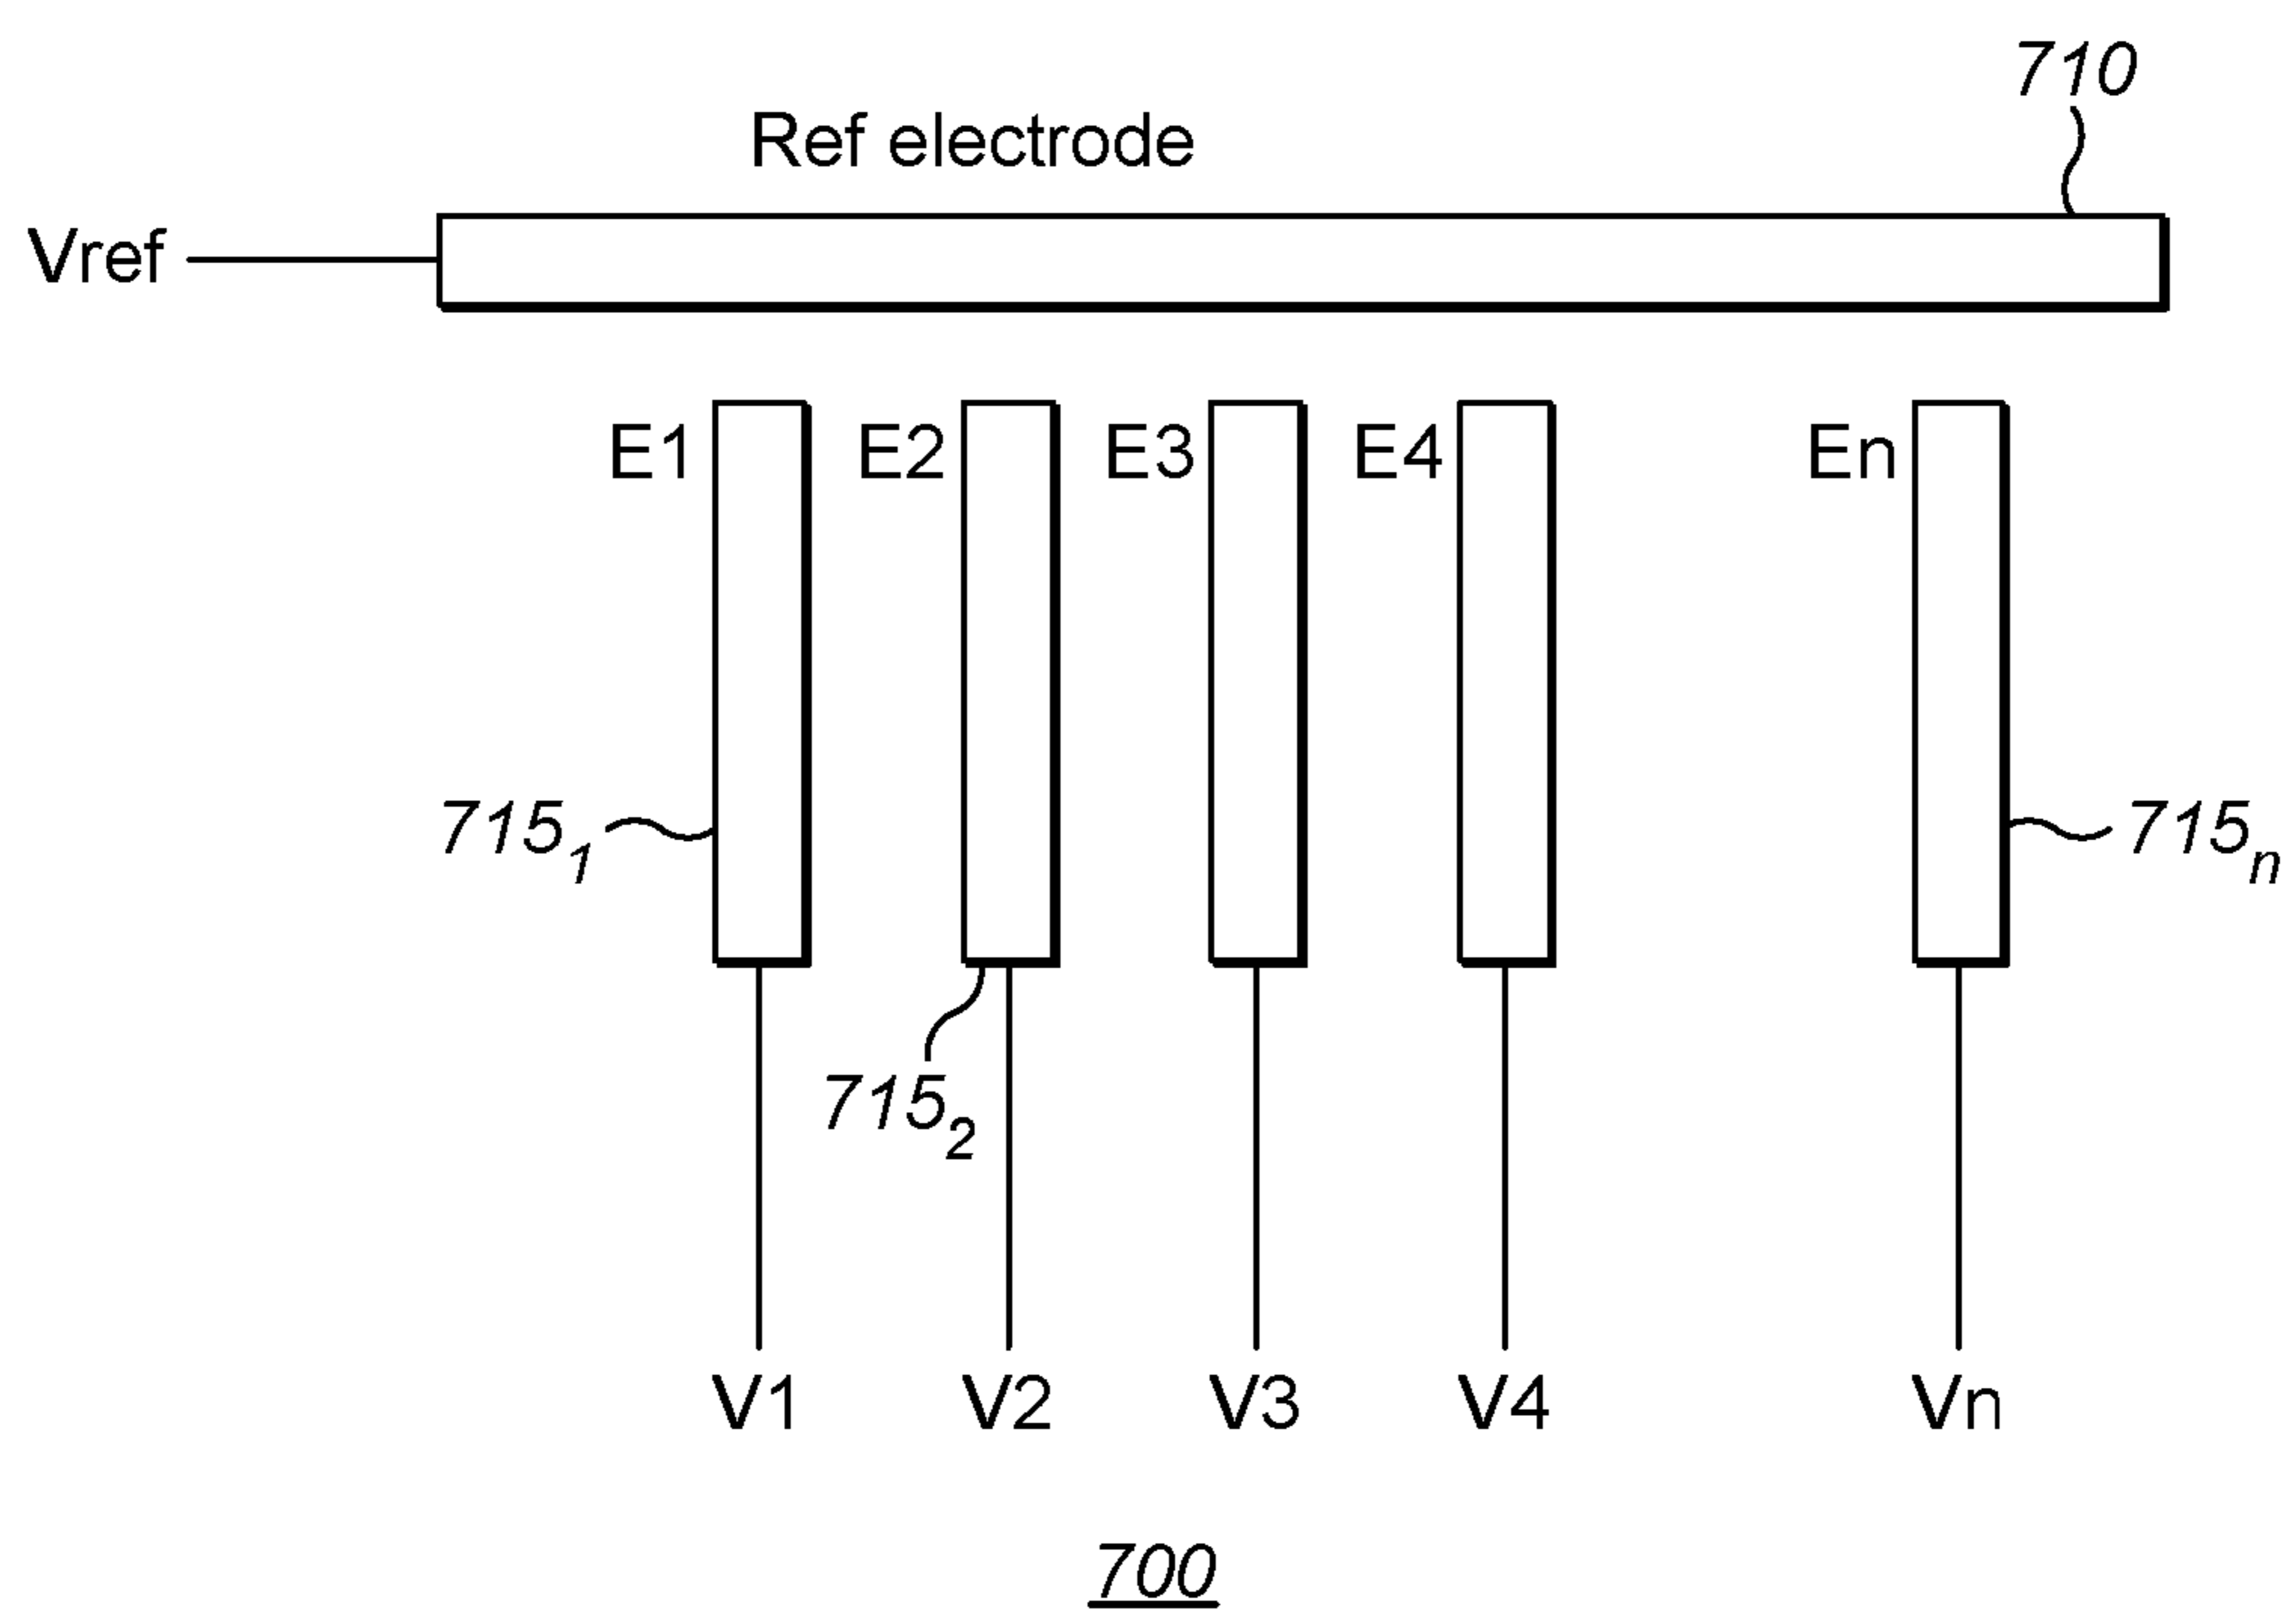 710
Ref electrode
Vref
E1 E2 E3 E4 En
715₁ 715ₙ
715₂
V1 V2 V3 V4 Vn
700